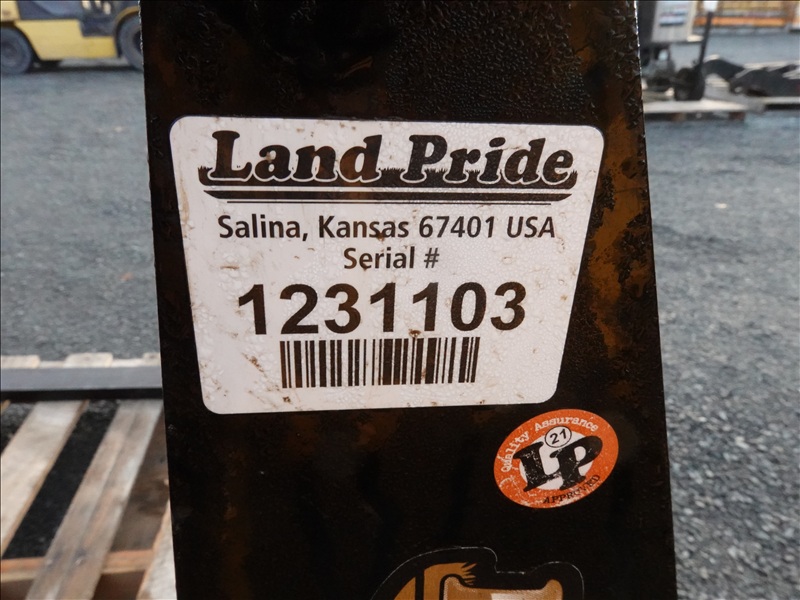 Land Pride
Salina, Kansas 67401 USA
Serial #
1231103
Quality Assurance
21
LP
APPROVED